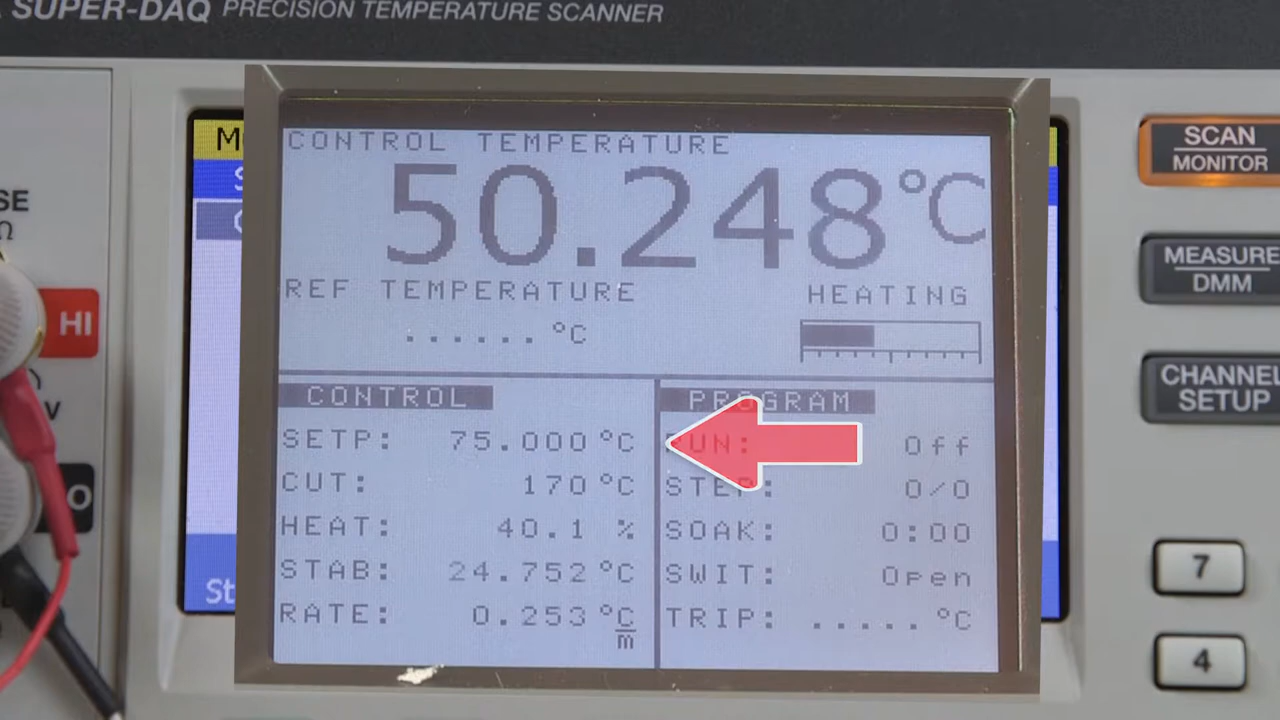 SUPER-DAQ PRECISION TEMPERATURE SCANNER
CONTROL TEMPERATURE
50.248°C
REF TEMPERATURE
HEATING
......°C
CONTROL
SETP: 75.000 °C
CUT: 170 °C
HEAT: 40.1 %
STAB: 24.752 °C
RATE: 0.253 °C/m
PROGRAM
RUN: Off
STEP: 0/0
SOAK: 0:00
SWIT: Open
TRIP: .....°C
SCAN
MONITOR
MEASURE
DMM
CHANNEL
SETUP
7
4
HI
Ω
V